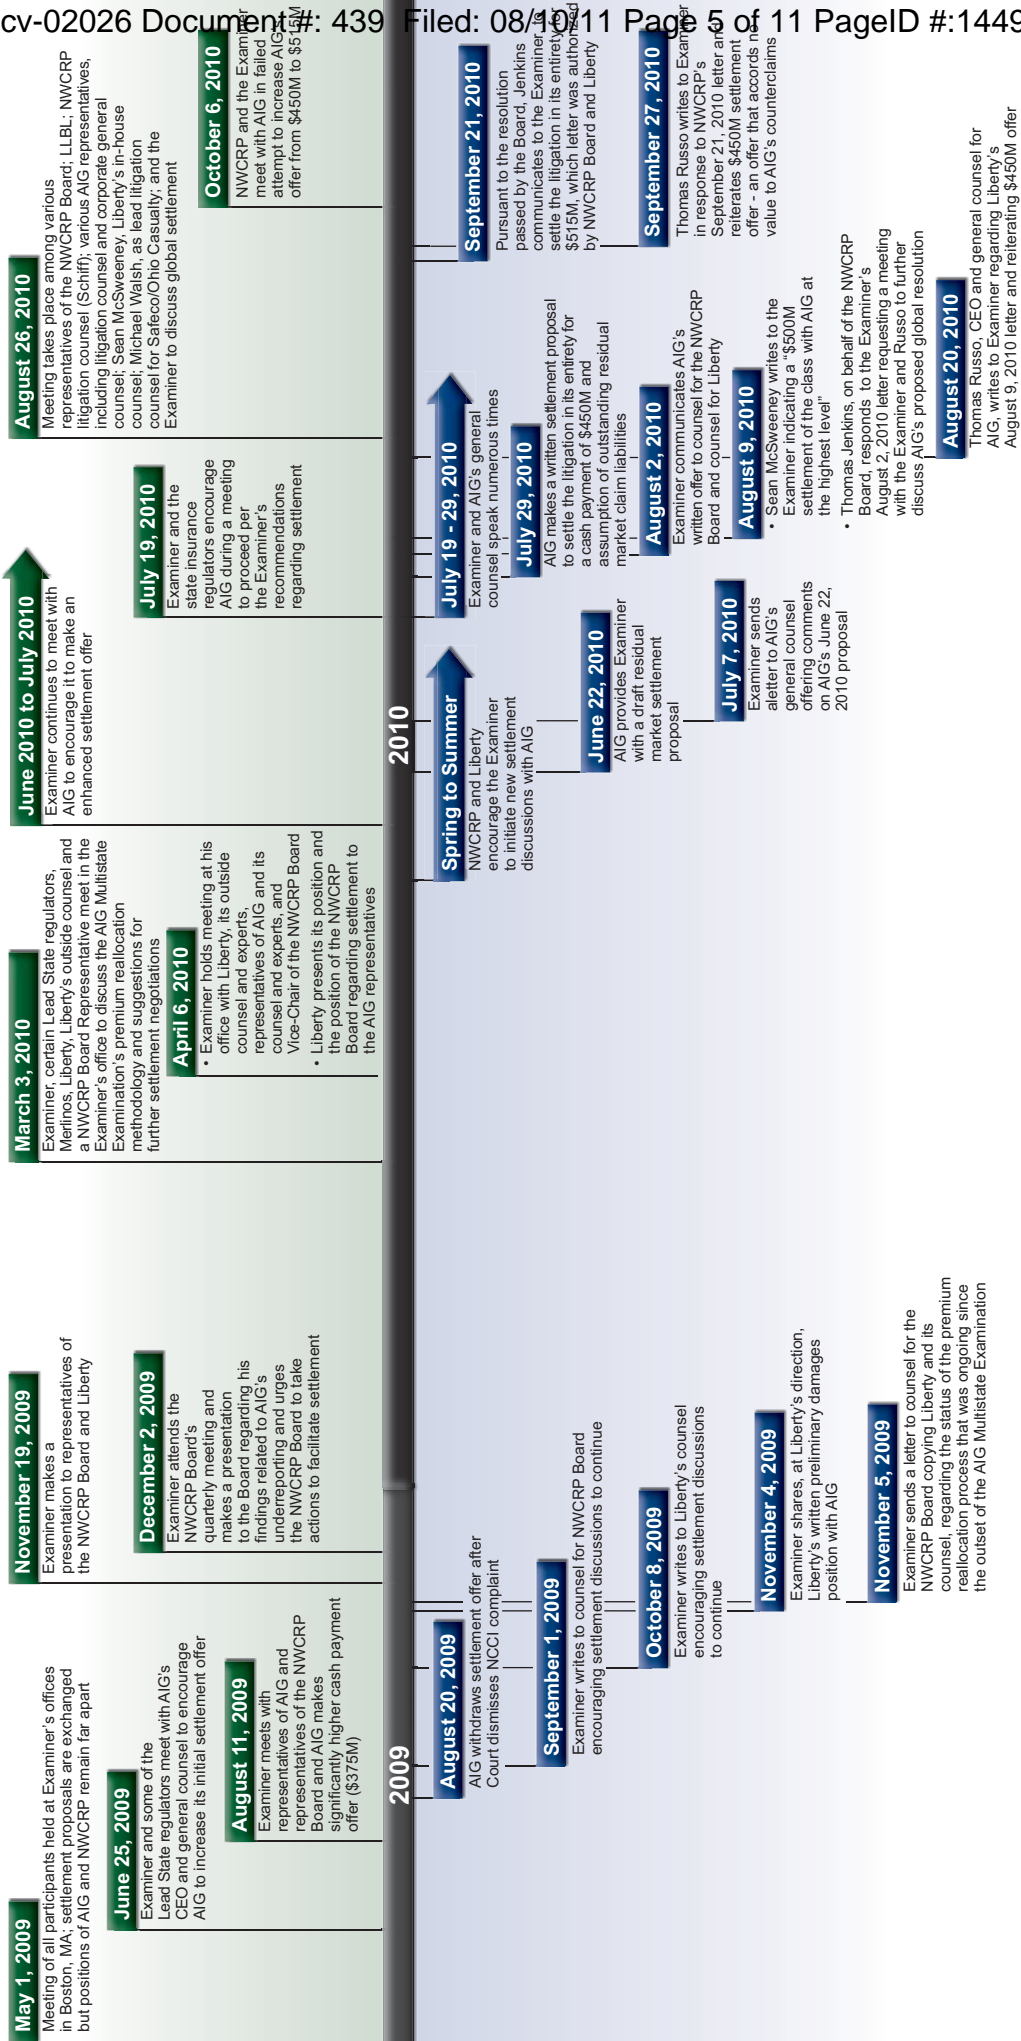 cv-02026 Document #: 439 Filed: 08/10/11 Page 5 of 11 PageID #:1449
May 1, 2009
Meeting of all participants held at Examiner's offices
in Boston, MA; settlement proposals are exchanged
but positions of AIG and NWCRP remain far apart
June 25, 2009
Examiner and some of the
Lead State regulators meet with AIG's
CEO and general counsel to encourage
AIG to increase its initial settlement offer
August 11, 2009
Examiner meets with
representatives of AIG and
representatives of the NWCRP
Board and AIG makes
significantly higher cash payment
offer ($375M)
November 19, 2009
Examiner makes a
presentation to representatives of
the NWCRP Board and Liberty
December 2, 2009
Examiner attends the
NWCRP Board's
quarterly meeting and
makes a presentation
to the Board regarding his
findings related to AIG's
underreporting and urges
the NWCRP Board to take
actions to facilitate settlement
March 3, 2010
Examiner, certain Lead State regulators,
Merlinos, Liberty, Liberty's outside counsel and
a NWCRP Board Representative meet in the
Examiner's office to discuss the AIG Multistate
Examination's premium reallocation
methodology and suggestions for
further settlement negotiations
April 6, 2010
• Examiner holds meeting at his
office with Liberty, its outside
counsel and experts,
representatives of AIG and its
counsel and experts, and
Vice-Chair of the NWCRP Board
• Liberty presents its position and
the position of the NWCRP
Board regarding settlement to
the AIG representatives
June 2010 to July 2010
Examiner continues to meet with
AIG to encourage it to make an
enhanced settlement offer
July 19, 2010
Examiner and the
state insurance
regulators encourage
AIG during a meeting
to proceed per
the Examiner's
recommendations
regarding settlement
August 26, 2010
Meeting takes place among various
representatives of the NWCRP Board; LLBL; NWCRP
litigation counsel (Schiff); various AIG representatives,
including litigation counsel and corporate general
counsel; Sean McSweeney, Liberty's in-house
counsel; Michael Walsh, as lead litigation
counsel for Safeco/Ohio Casualty; and the
Examiner to discuss global settlement
October 6, 2010
NWCRP and the Examiner
meet with AIG in failed
attempt to increase AIG's
offer from $450M to $515M
2009
2010
August 20, 2009
AIG withdraws settlement offer after
Court dismisses NCCI complaint
September 1, 2009
Examiner writes to counsel for NWCRP Board
encouraging settlement discussions to continue
October 8, 2009
Examiner writes to Liberty's counsel
encouraging settlement discussions
to continue
November 4, 2009
Examiner shares, at Liberty's direction,
Liberty's written preliminary damages
position with AIG
November 5, 2009
Examiner sends a letter to counsel for the
NWCRP Board copying Liberty and its
counsel, regarding the status of the premium
reallocation process that was ongoing since
the outset of the AIG Multistate Examination
Spring to Summer
NWCRP and Liberty
encourage the Examiner
to initiate new settlement
discussions with AIG
June 22, 2010
AIG provides Examiner
with a draft residual
market settlement
proposal
July 7, 2010
Examiner sends
aletter to AIG's
general counsel
offering comments
on AIG's June 22,
2010 proposal
July 19 - 29, 2010
Examiner and AIG's general
counsel speak numerous times
July 29, 2010
AIG makes a written settlement proposal
to settle the litigation in its entirety for
a cash payment of $450M and
assumption of outstanding residual
market claim liabilities
August 2, 2010
Examiner communicates AIG's
written offer to counsel for the NWCRP
Board and counsel for Liberty
August 9, 2010
• Sean McSweeney writes to the
Examiner indicating a "$500M
settlement of the class with AIG at
the highest level"
• Thomas Jenkins, on behalf of the NWCRP
Board, responds to the Examiner's
August 2, 2010 letter requesting a meeting
with the Examiner and Russo to further
discuss AIG's proposed global resolution
August 20, 2010
Thomas Russo, CEO and general counsel for
AIG, writes to Examiner regarding Liberty's
August 9, 2010 letter and reiterating $450M offer
September 21, 2010
Pursuant to the resolution
passed by the Board, Jenkins
communicates to the Examiner, to
settle the litigation in its entirety for
$515M, which letter was authorized
by NWCRP Board and Liberty
September 27, 2010
Thomas Russo writes to Examiner
in response to NWCRP's
September 21, 2010 letter and
reiterates $450M settlement
offer - an offer that accords no
value to AIG's counterclaims